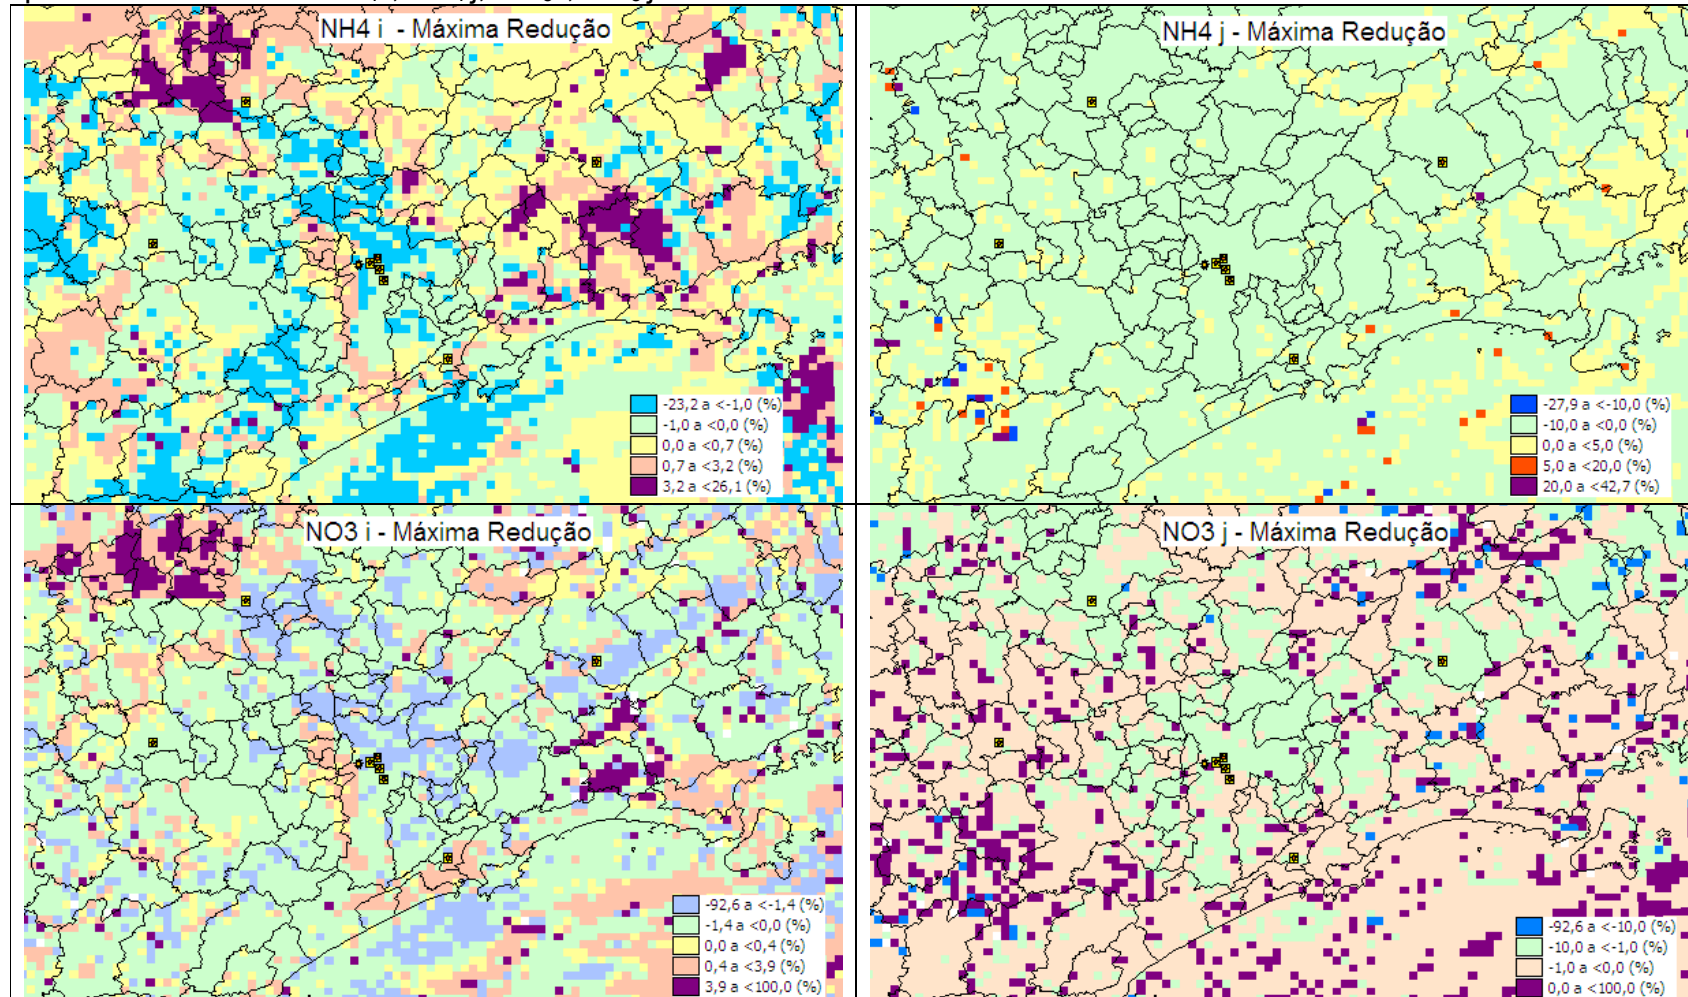 NH4 i - Máxima Redução
-23,2 a <-1,0 (%)
-1,0 a <0,0 (%)
0,0 a <0,7 (%)
0,7 a <3,2 (%)
3,2 a <26,1 (%)
NH4 j - Máxima Redução
-27,9 a <-10,0 (%)
-10,0 a <0,0 (%)
0,0 a <5,0 (%)
5,0 a <20,0 (%)
20,0 a <42,7 (%)
NO3 i - Máxima Redução
-92,6 a <-1,4 (%)
-1,4 a <0,0 (%)
0,0 a <0,4 (%)
0,4 a <3,9 (%)
3,9 a <100,0 (%)
NO3 j - Máxima Redução
-92,6 a <-10,0 (%)
-10,0 a <-1,0 (%)
-1,0 a <0,0 (%)
0,0 a <100,0 (%)